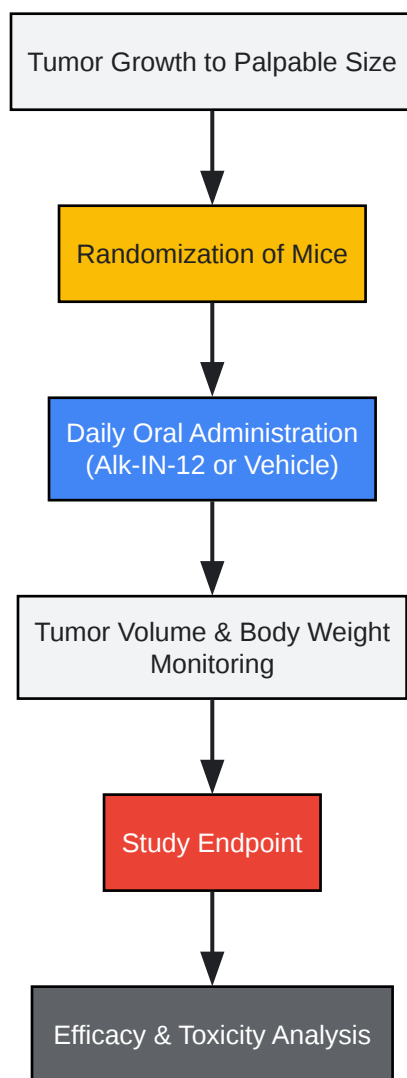 Tumor Growth to Palpable Size
Randomization of Mice
Daily Oral Administration
(Alk-IN-12 or Vehicle)
Tumor Volume & Body Weight
Monitoring
Study Endpoint
Efficacy & Toxicity Analysis